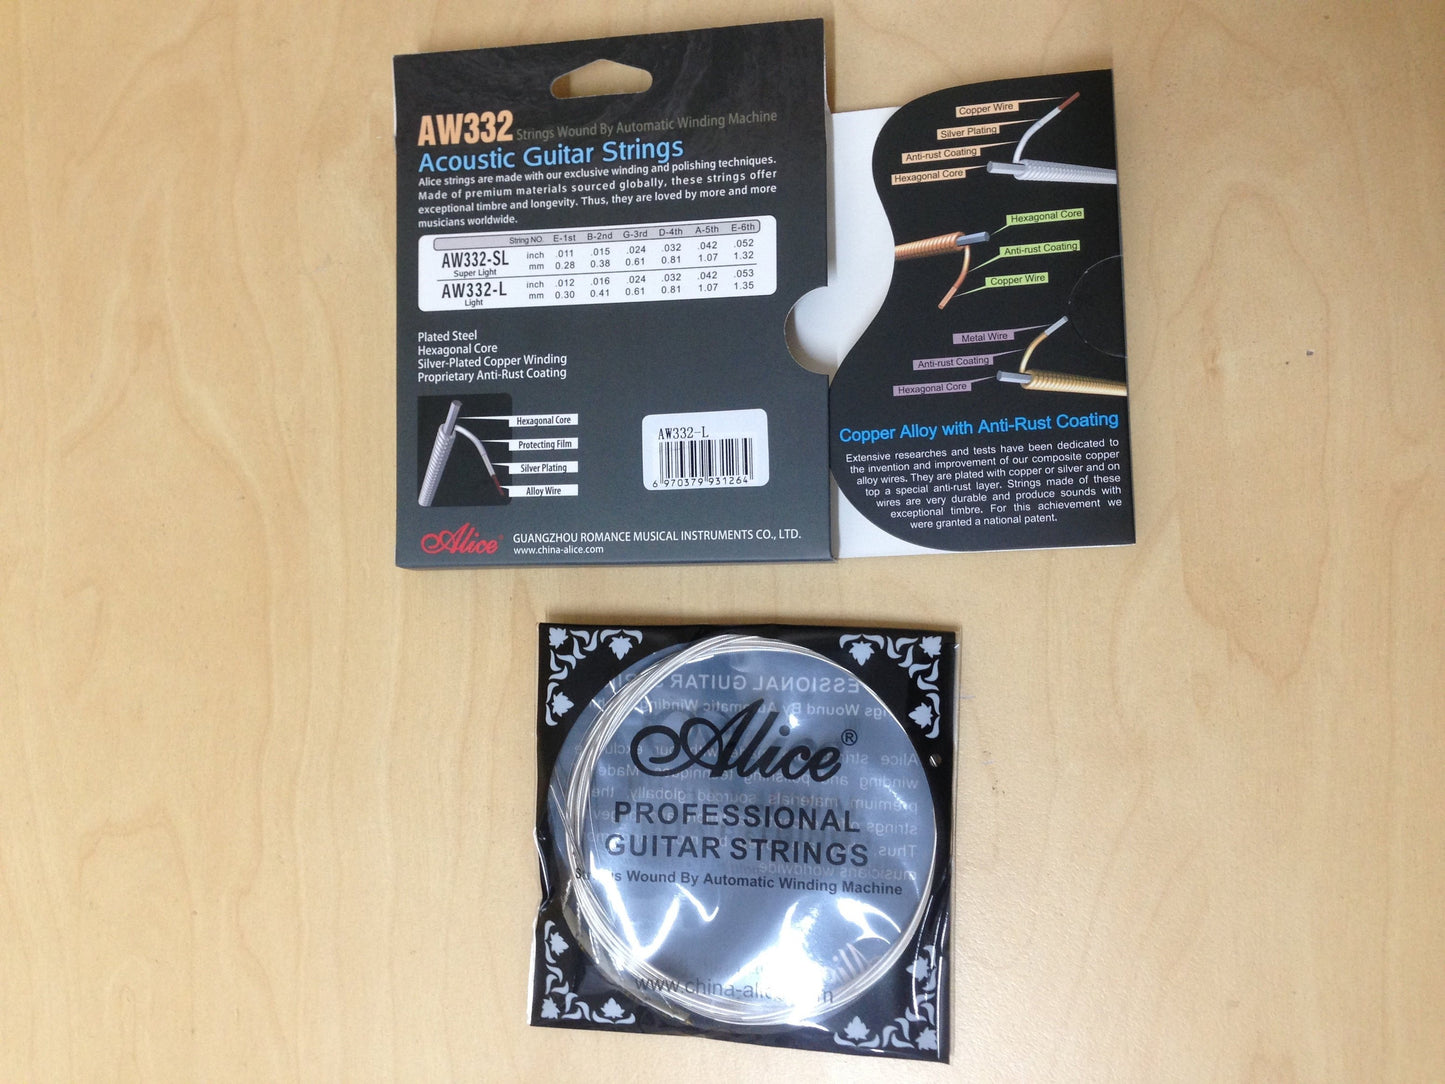 AW332 Strings Wound By Automatic Winding Machine
Acoustic Guitar Strings
Alice strings are made with our exclusive winding and polishing techniques.
Made of premium materials sourced globally, these strings offer
exceptional timbre and longevity. Thus, they are loved by more and more
musicians worldwide.
String NO. E-1st B-2nd G-3rd D-4th A-5th E-6th
AW332-SL inch .011 .015 .024 .032 .042 .052
Super Light mm 0.28 0.38 0.61 0.81 1.07 1.32
AW332-L inch .012 .016 .024 .032 .042 .053
Light mm 0.30 0.41 0.61 0.81 1.07 1.35
Plated Steel
Hexagonal Core
Silver-Plated Copper Winding
Proprietary Anti-Rust Coating
Hexagonal Core
Protecting Film
Silver Plating
Alloy Wire
AW332-L
6 970379 931264
Alice GUANGZHOU ROMANCE MUSICAL INSTRUMENTS CO., LTD.
www.china-alice.com
Copper Wire
Silver Plating
Anti-rust Coating
Hexagonal Core
Hexagonal Core
Anti-rust Coating
Copper Wire
Metal Wire
Anti-rust Coating
Hexagonal Core
Copper Alloy with Anti-Rust Coating
Extensive researches and tests have been dedicated to
the invention and improvement of our composite copper
alloy wires. They are plated with copper or silver and on
top a special anti-rust layer. Strings made of these
wires are very durable and produce sounds with
exceptional timbre. For this achievement we
were granted a national patent.
Alice®
PROFESSIONAL
GUITAR STRINGS
Wound By Automatic Winding Machine
www.china-alice.com